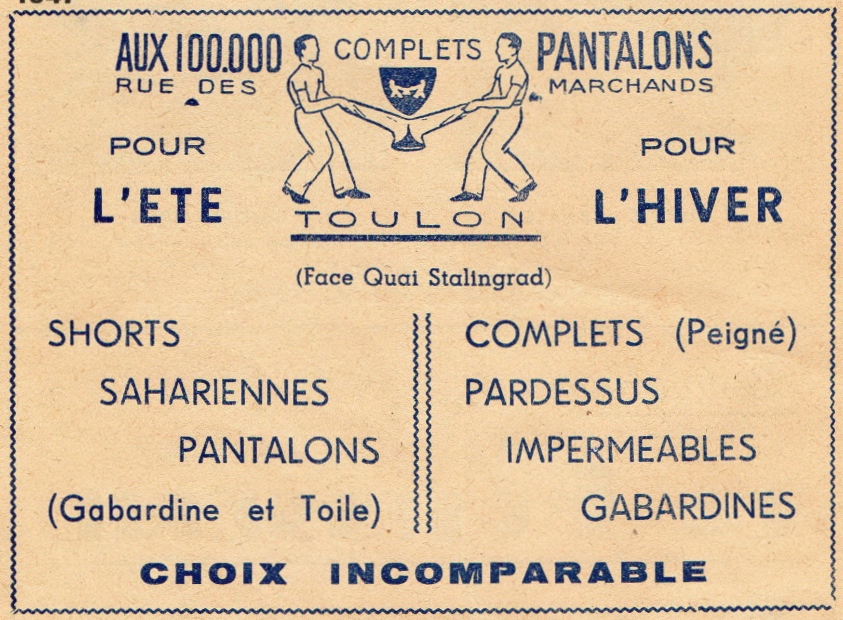 AUX 100.000 COMPLETS PANTALONS
RUE DES MARCHANDS
POUR
L'ETE
POUR
L'HIVER
TOULON
(Face Quai Stalingrad)
SHORTS
SAHARIENNES
PANTALONS
(Gabardine et Toile)
COMPLETS (Peigné)
PARDESSUS
IMPERMEABLES
GABARDINES
CHOIX INCOMPARABLE